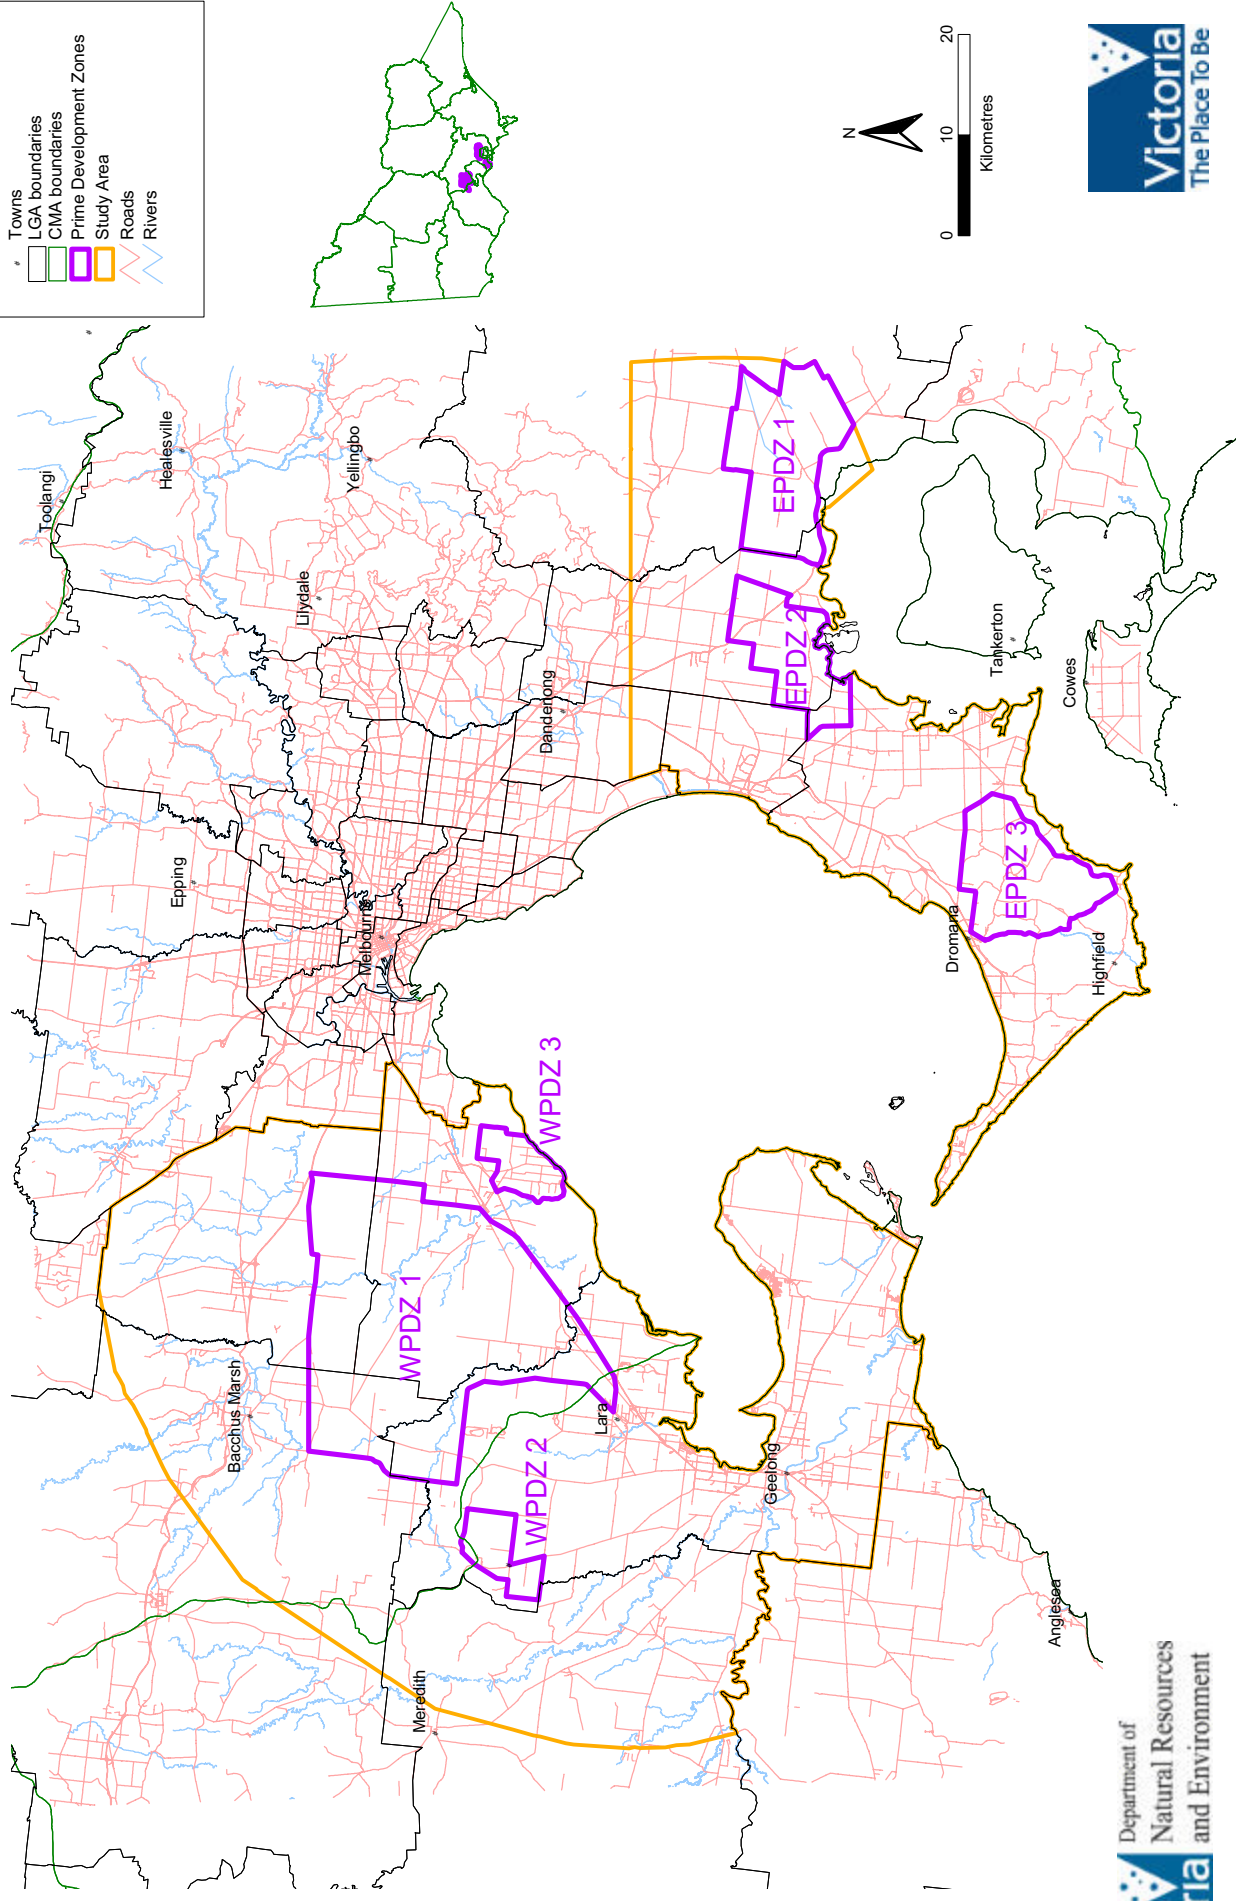 Towns
LGA boundaries
CMA boundaries
Prime Development Zones
Study Area
Roads
Rivers
N
0 10 20
Kilometres
Victoria
The Place To Be
Toolangi
Healesville
Yellingbo
Lilydale
Dandenong
Epping
Melbourne
Bacchus Marsh
Meredith
Lara
Geelong
Anglesea
Dromana
Highfield
Tankerton
Cowes
EPDZ 1
EPDZ 2
EPDZ 3
WPDZ 1
WPDZ 2
WPDZ 3
Department of
Natural Resources
and Environment
ria